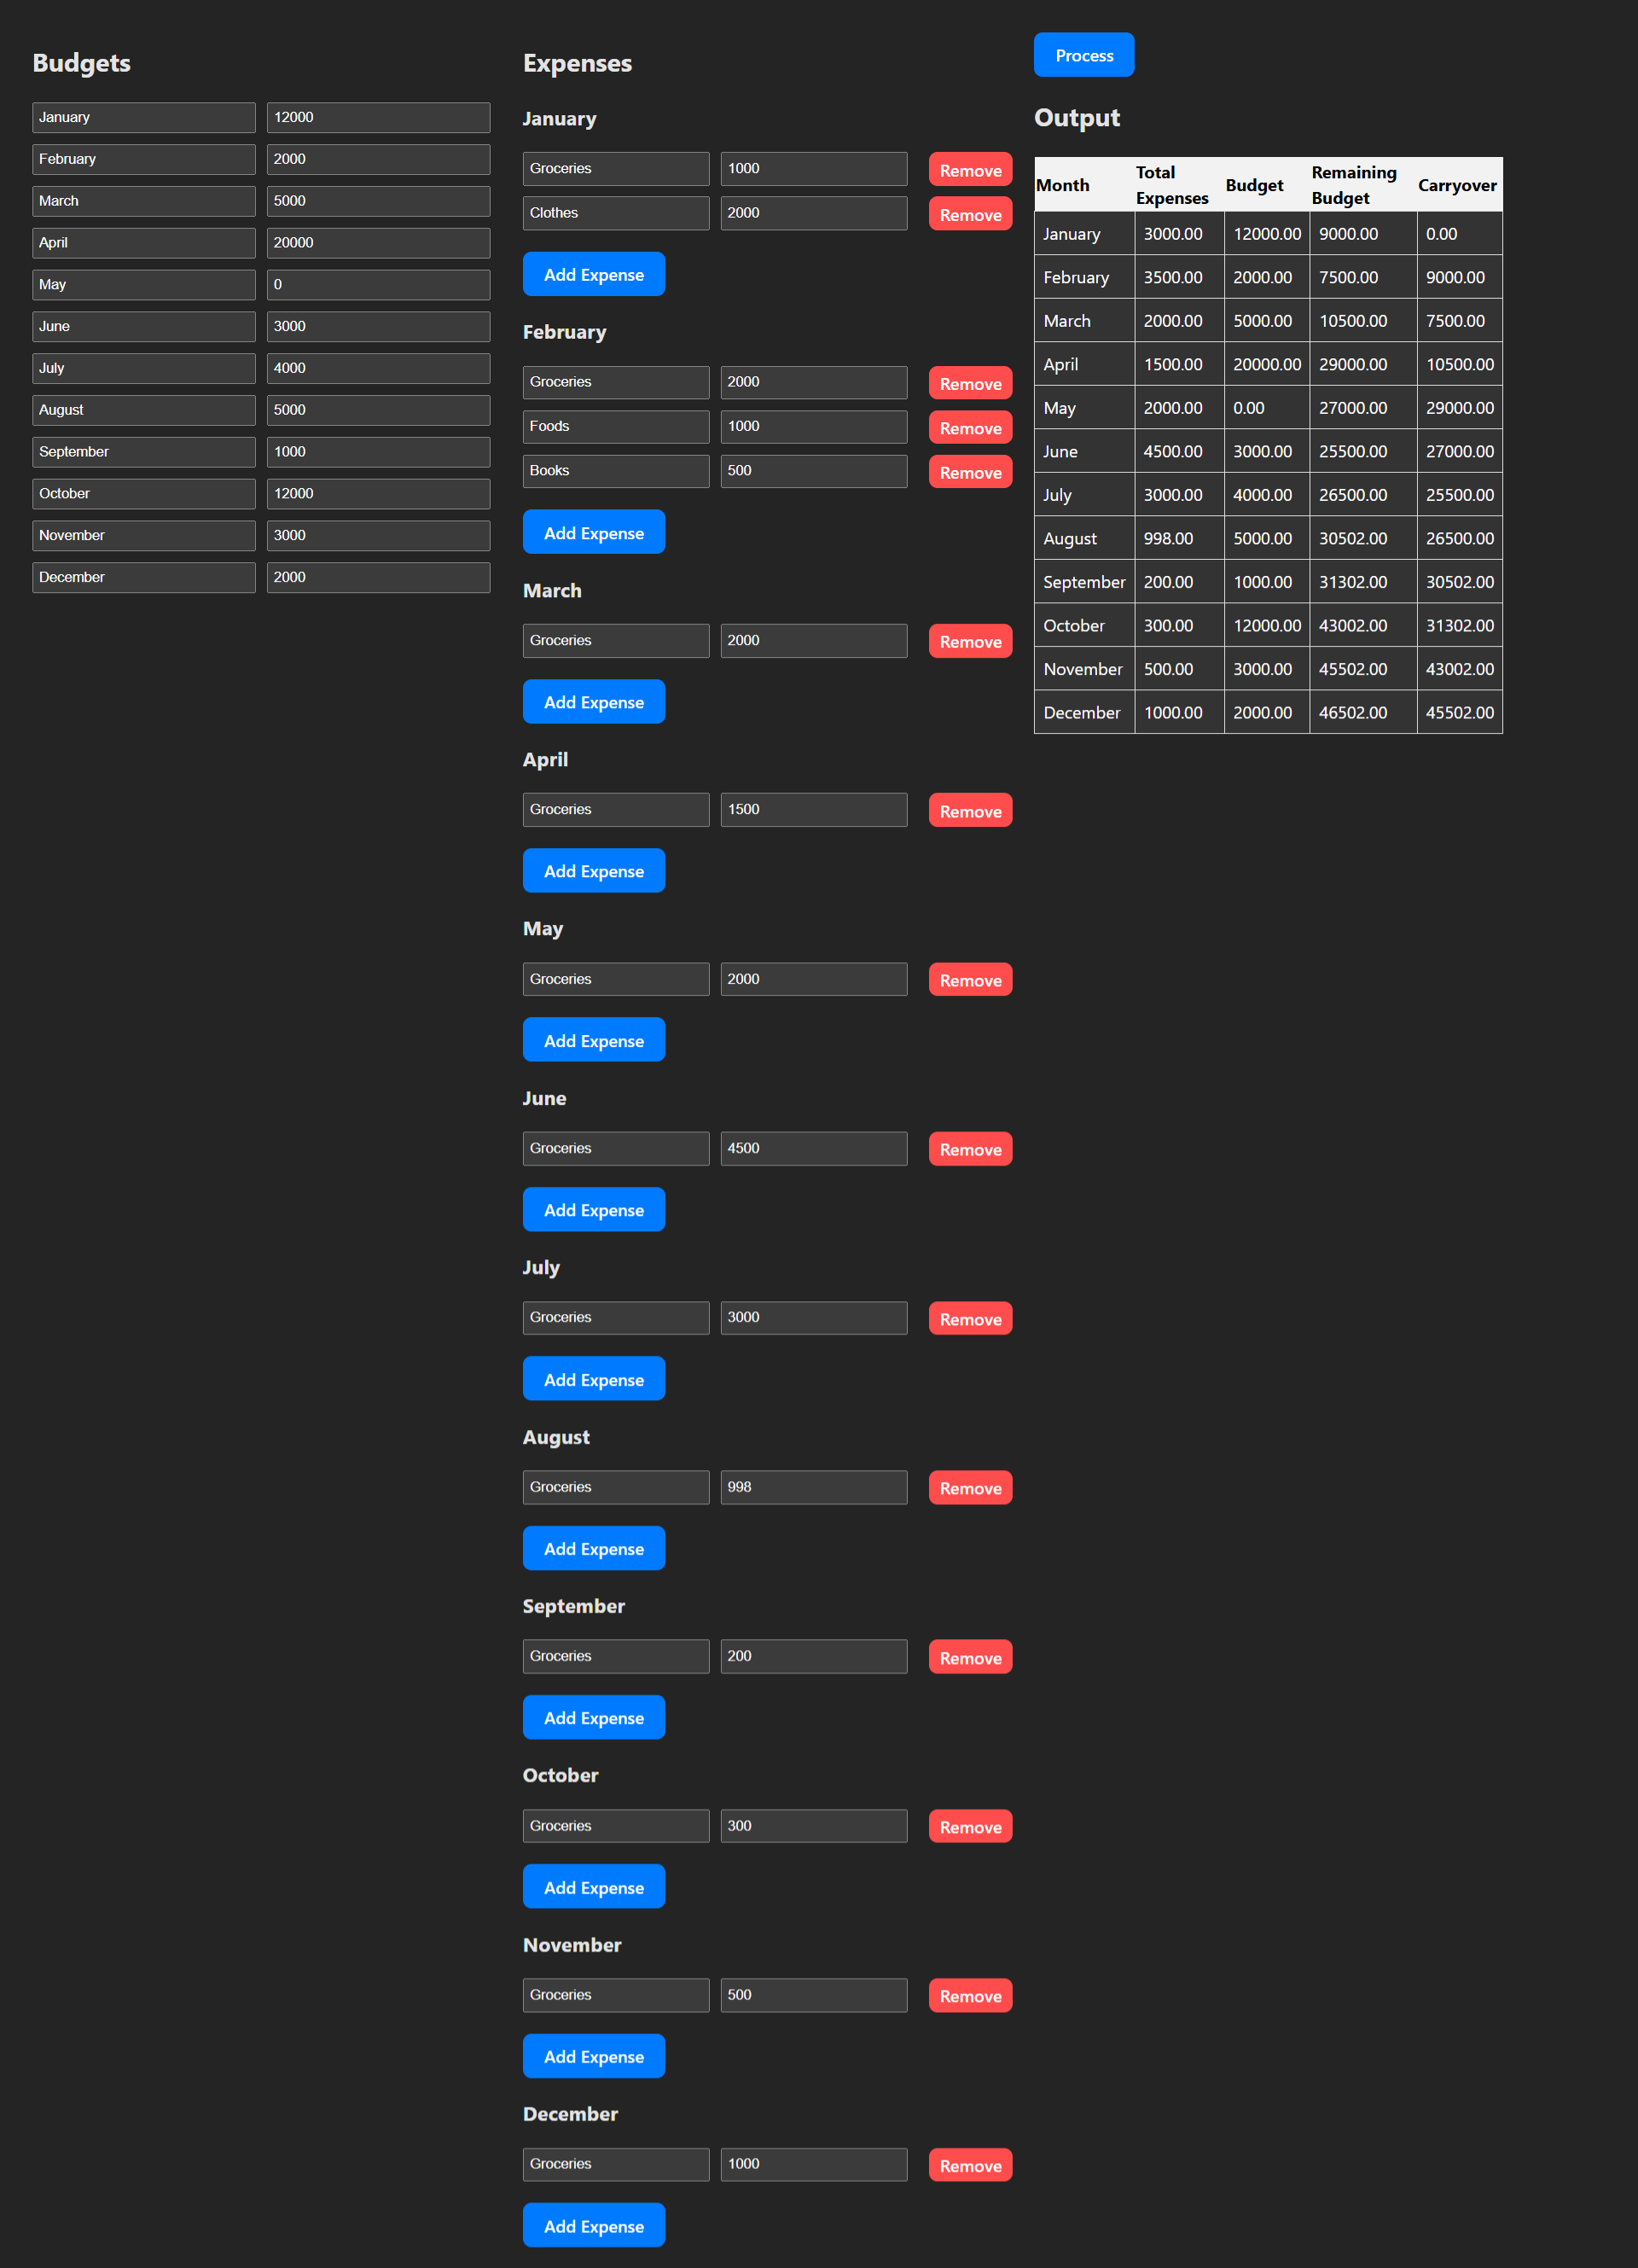 Budgets
January 12000
February 2000
March 5000
April 20000
May 0
June 3000
July 4000
August 5000
September 1000
October 12000
November 3000
December 2000
Expenses
January
Groceries 1000 Remove
Clothes 2000 Remove
Add Expense
February
Groceries 2000 Remove
Foods 1000 Remove
Books 500 Remove
Add Expense
March
Groceries 2000 Remove
Add Expense
April
Groceries 1500 Remove
Add Expense
May
Groceries 2000 Remove
Add Expense
June
Groceries 4500 Remove
Add Expense
July
Groceries 3000 Remove
Add Expense
August
Groceries 998 Remove
Add Expense
September
Groceries 200 Remove
Add Expense
October
Groceries 300 Remove
Add Expense
November
Groceries 500 Remove
Add Expense
December
Groceries 1000 Remove
Add Expense
Process
Output
Month Total Expenses Budget Remaining Budget Carryover
January 3000.00 12000.00 9000.00 0.00
February 3500.00 2000.00 7500.00 9000.00
March 2000.00 5000.00 10500.00 7500.00
April 1500.00 20000.00 29000.00 10500.00
May 2000.00 0.00 27000.00 29000.00
June 4500.00 3000.00 25500.00 27000.00
July 3000.00 4000.00 26500.00 25500.00
August 998.00 5000.00 30502.00 26500.00
September 200.00 1000.00 31302.00 30502.00
October 300.00 12000.00 43002.00 31302.00
November 500.00 3000.00 45502.00 43002.00
December 1000.00 2000.00 46502.00 45502.00